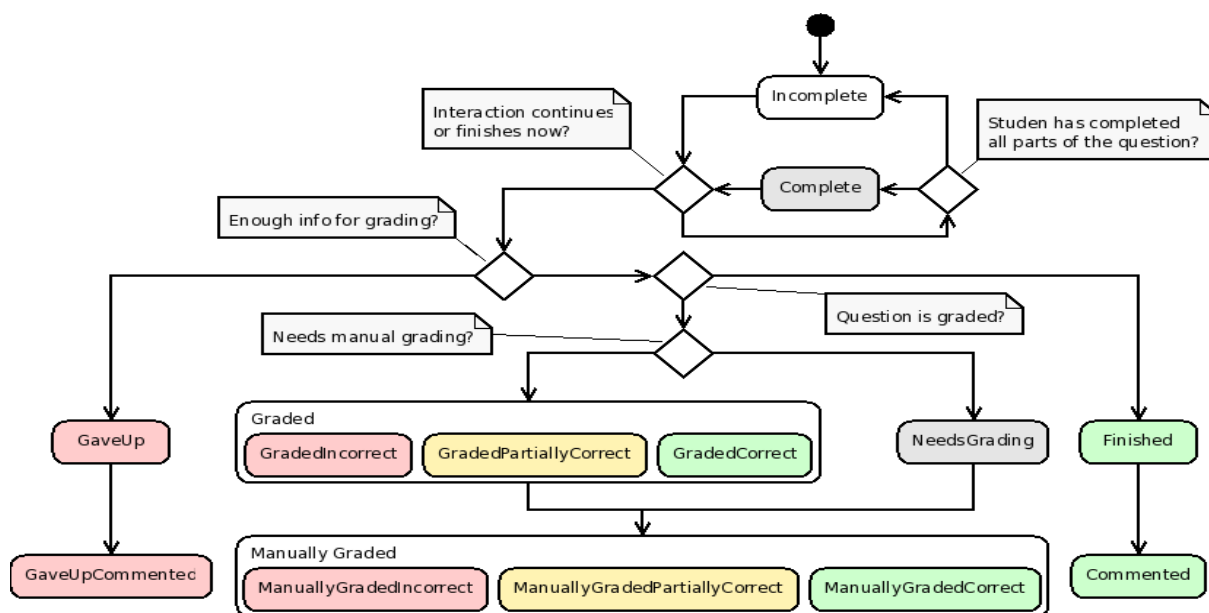 Incomplete
Interaction continues
or finishes now?
Studen has completed
all parts of the question?
Complete
Enough info for grading?
Question is graded?
Needs manual grading?
Graded
GaveUp
GradedIncorrect
GradedPartiallyCorrect
GradedCorrect
NeedsGrading
Finished
Manually Graded
GaveUpCommented
ManuallyGradedIncorrect
ManuallyGradedPartiallyCorrect
ManuallyGradedCorrect
Commented